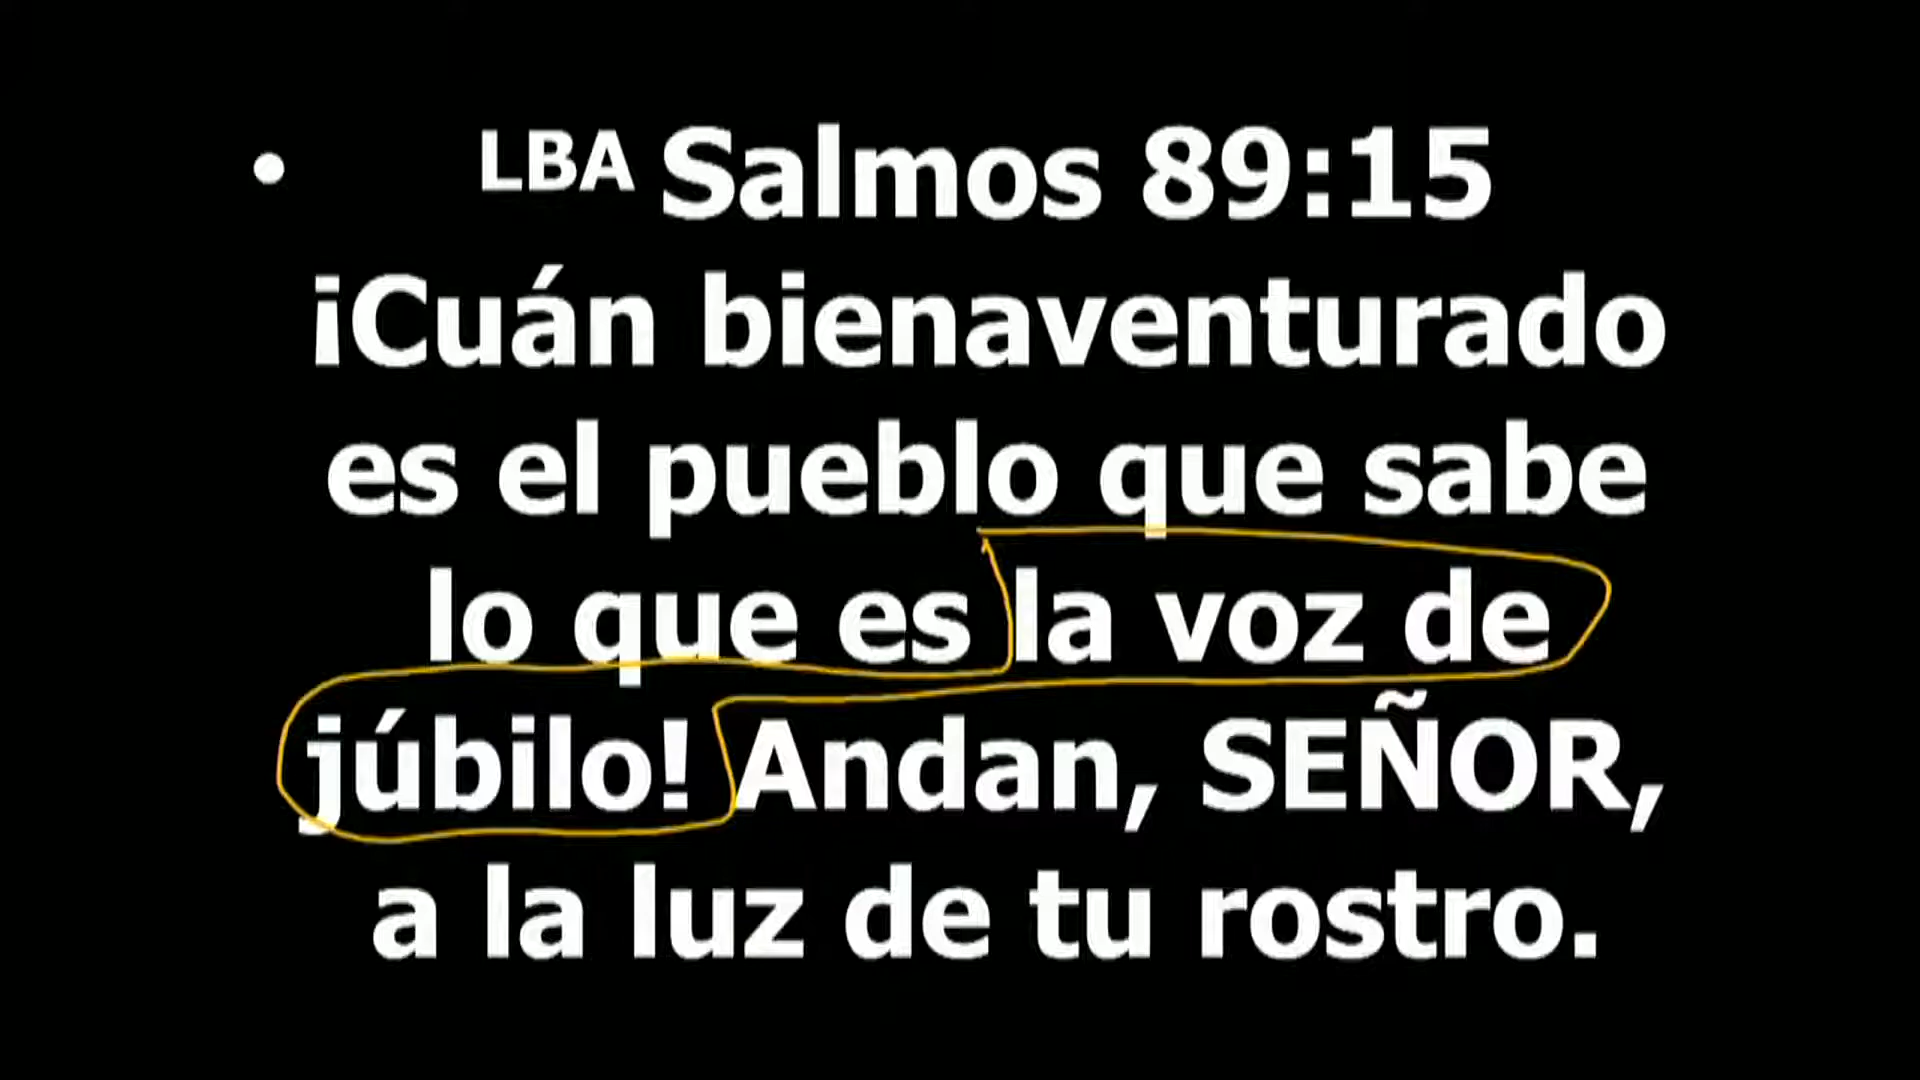 • LBA Salmos 89:15
¡Cuán bienaventurado
es el pueblo que sabe
lo que es la voz de
júbilo! Andan, SEÑOR,
a la luz de tu rostro.